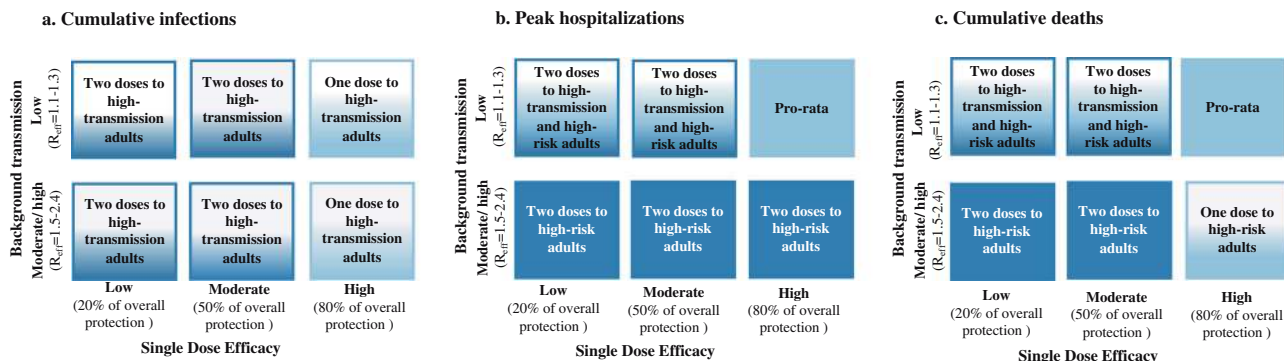 a. Cumulative infections
Background transmission
Low
(Reff=1.1-1.3)
Two doses to
high-
transmission
adults
Two doses to
high-
transmission
adults
One dose to
high-
transmission
adults
Moderate/ high
(Reff=1.5-2.4)
Two doses to
high-
transmission
adults
Two doses to
high-
transmission
adults
One dose to
high-
transmission
adults
Low
(20% of overall
protection )
Moderate
(50% of overall
protection )
High
(80% of overall
protection )
Single Dose Efficacy
b. Peak hospitalizations
Background transmission
Low
(Reff=1.1-1.3)
Two doses
to high-
transmission
and high-
risk adults
Two doses
to high-
transmission
and high-
risk adults
Pro-rata
Moderate/ high
(Reff=1.5-2.4)
Two doses to
high-risk
adults
Two doses to
high-risk
adults
Two doses to
high-risk
adults
Low
(20% of overall
protection )
Moderate
(50% of overall
protection )
High
(80% of overall
protection )
Single Dose Efficacy
c. Cumulative deaths
Background transmission
Low
(Reff=1.1-1.3)
Two doses
to high-
transmission
and high-
risk adults
Two doses
to high-
transmission
and high-
risk adults
Pro-rata
Moderate/ high
(Reff=1.5-2.4)
Two doses to
high-risk
adults
Two doses to
high-risk
adults
One dose to
high-risk
adults
Low
(20% of overall
protection )
Moderate
(50% of overall
protection )
High
(80% of overall
protection )
Single Dose Efficacy